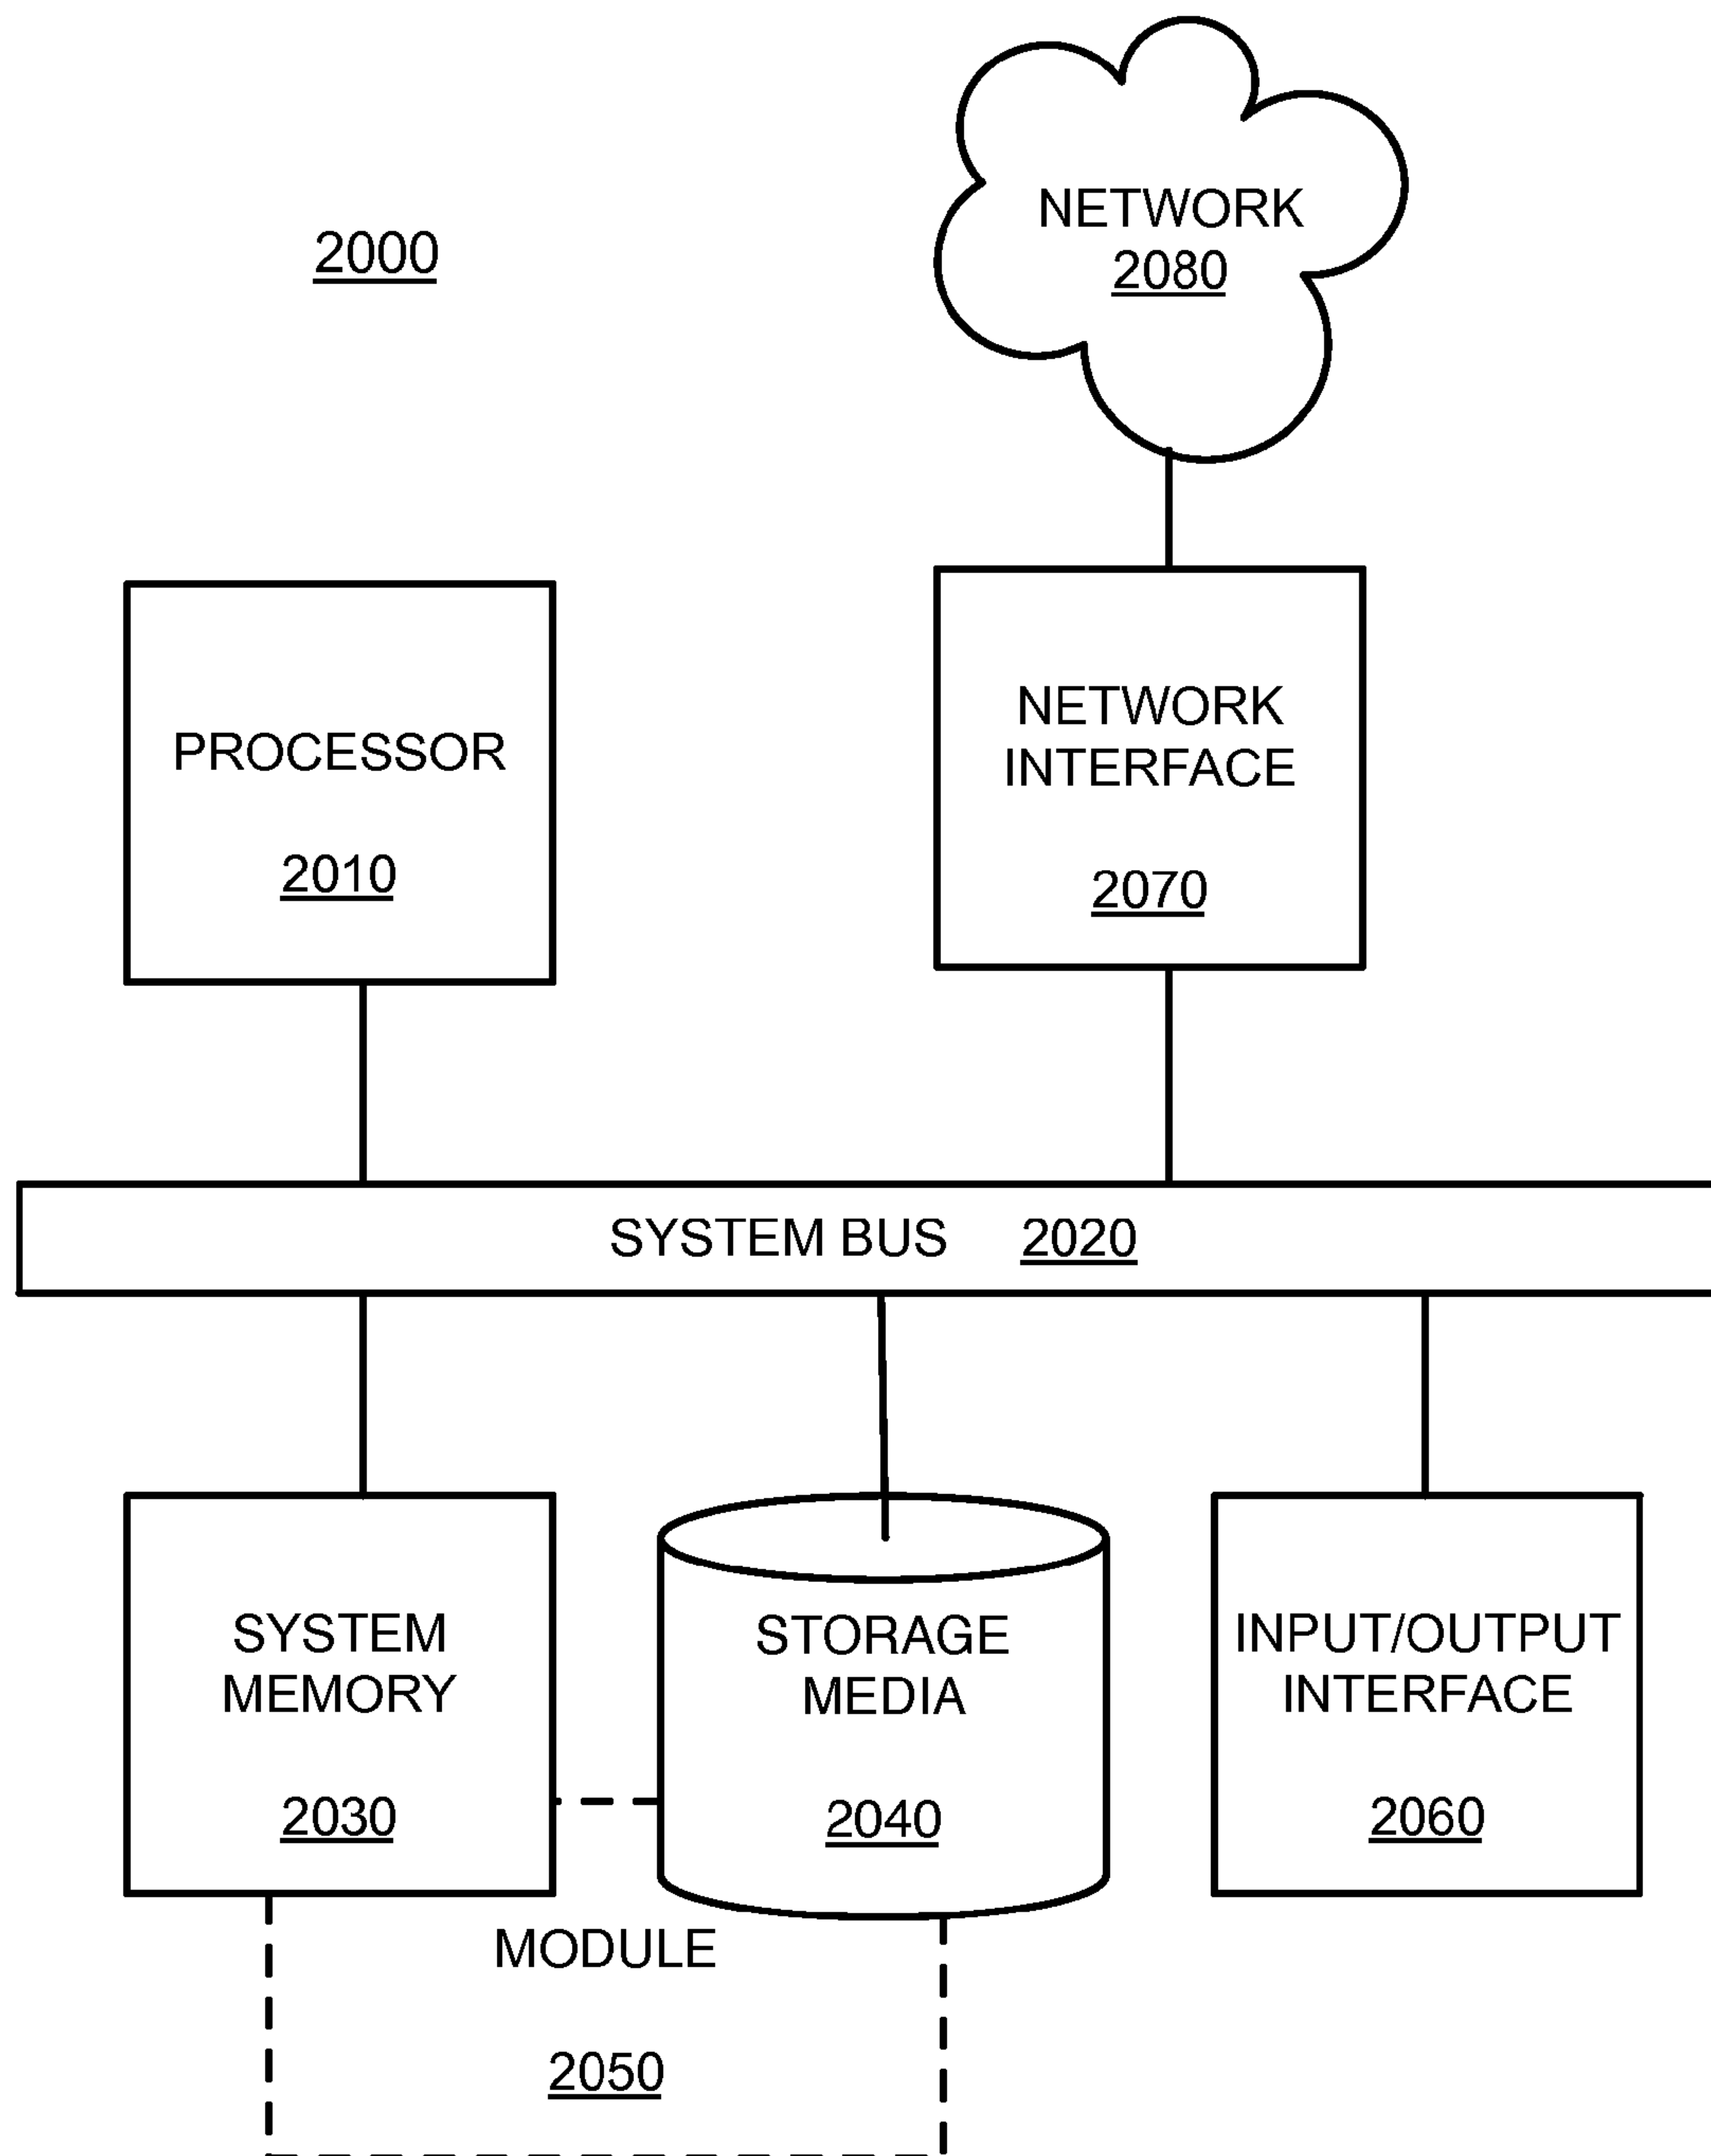 NETWORK
2080
2000
PROCESSOR
2010
NETWORK
INTERFACE
2070
SYSTEM BUS 2020
SYSTEM
MEMORY
2030
STORAGE
MEDIA
2040
INPUT/OUTPUT
INTERFACE
2060
MODULE
2050